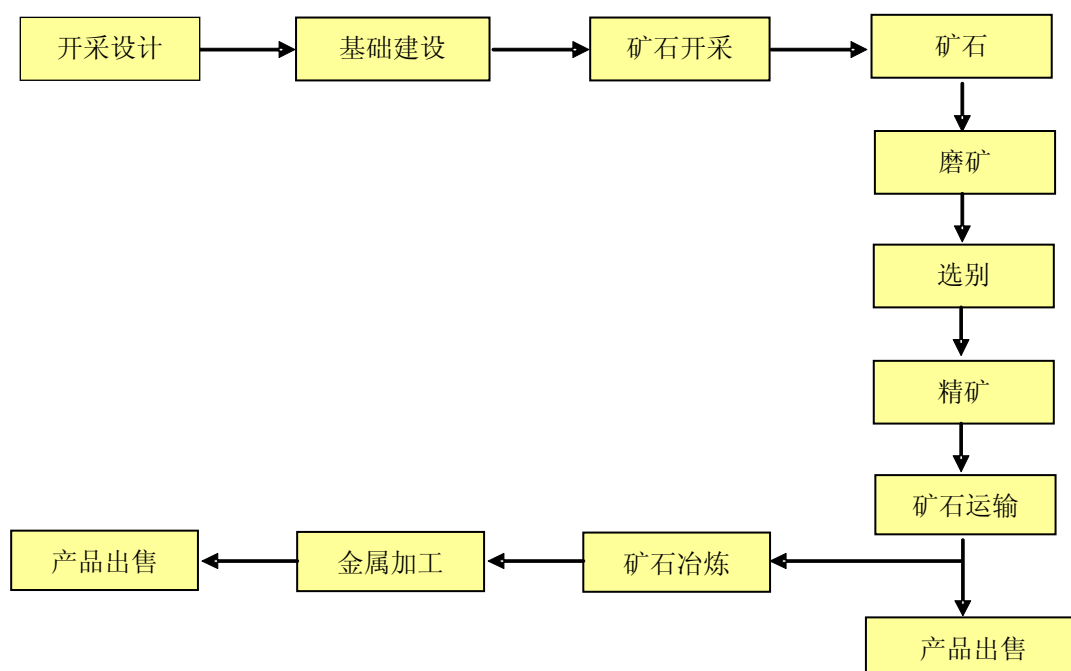 开采设计
基础建设
矿石开采
矿石
磨矿
选别
精矿
矿石运输
产品出售
金属加工
矿石冶炼
产品出售